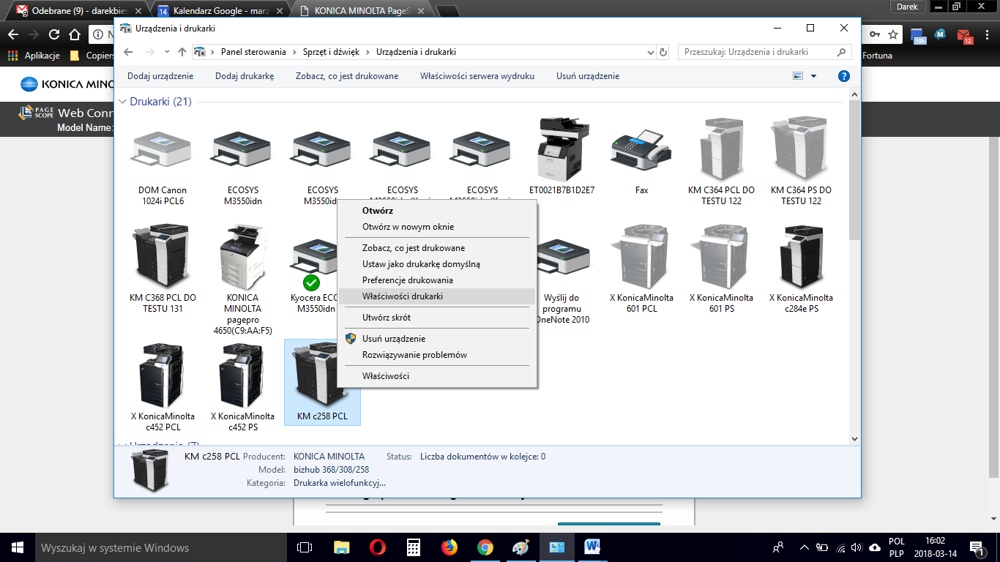 Odebrane (9) - darekbies
Kalendarz Google - marz
KONICA MINOLTA PageS
Darek
Urządzenia i drukarki
Panel sterowania
Sprzęt i dźwięk
Urządzenia i drukarki
Przeszukaj: Urządzenia i drukarki
19h
12
Aplikacje
Copiers
Fortuna
Dodaj urządzenie
Dodaj drukarkę
Zobacz, co jest drukowane
Właściwości serwera wydruku
Usuń urządzenie
KONICA MINO
Drukarki (21)
PAGE
SCOPE
Web Conn
Model Name:
DOM Canon
1024i PCL6
ECOSYS
M3550idn
ECOSYS
M3550idn
ECOSYS
ECOSYS
ET0021B7B1D2E7
Fax
KM C364 PCL DO
TESTU 122
KM C364 PS DO
TESTU 122
Otwórz
Otwórz w nowym oknie
Zobacz, co jest drukowane
Ustaw jako drukarkę domyślną
Preferencje drukowania
Właściwości drukarki
Utwórz skrót
Usuń urządzenie
Rozwiązywanie problemów
Właściwości
KM C368 PCL DO
TESTU 131
KONICA
MINOLTA
pagepro
4650(C9:AA:F5)
Kyocera ECO
M3550idn
Wyślij do
programu
OneNote 2010
X KonicaMinolta
601 PCL
X KonicaMinolta
601 PS
X KonicaMinolta
c284e PS
X KonicaMinolta
c452 PCL
X KonicaMinolta
c452 PS
KM c258 PCL
Urządzenia (7)
KM c258 PCL
Producent: KONICA MINOLTA
Status: Liczba dokumentów w kolejce: 0
Model: bizhub 368/308/258
Kategoria: Drukarka wielofunkcyj...
Wyszukaj w systemie Windows
POL
PLP
16:02
2018-03-14
1